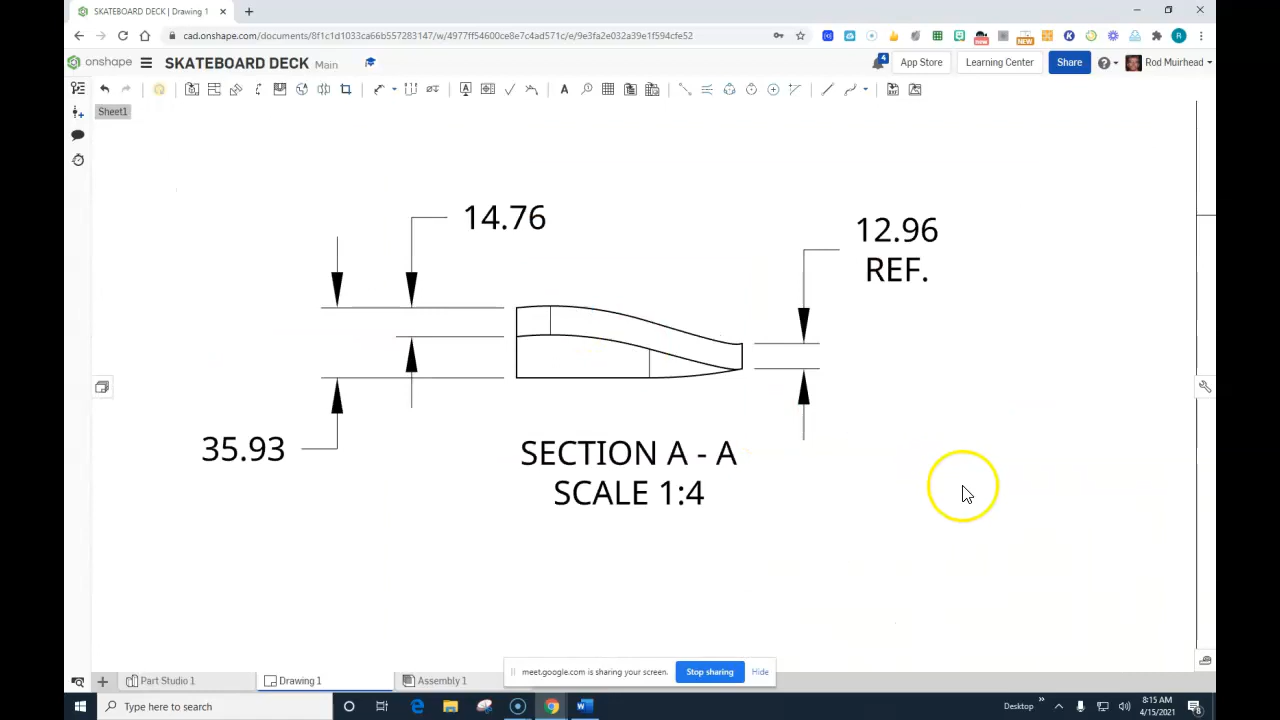 SKATEBOARD DECK | Drawing 1
cad.onshape.com/documents/8f1c1d1033ca66b557283147/w/4977ff54600ce8e7c4ad571c/e/9e3fa2e032a39e1f594cfe52
onshape
SKATEBOARD DECK Main
4
App Store
Learning Center
Share
Rod Muirhead
Sheet1
14.76
12.96
REF.
35.93
SECTION A - A
SCALE 1:4
meet.google.com is sharing your screen.
Stop sharing
Hide
Part Studio 1
Drawing 1
Assembly 1
Type here to search
Desktop
8:15 AM
4/15/2021